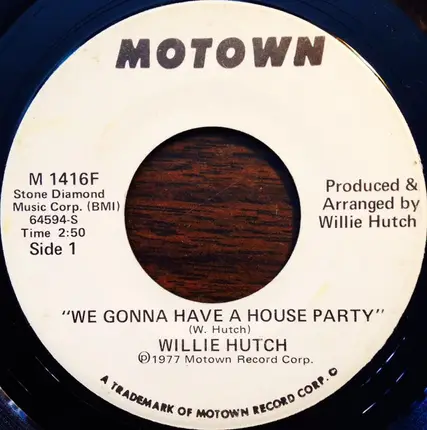 MOTOWN
M 1416F
Stone Diamond
Music Corp. (BMI)
64594-S
Time 2:50
Side 1
Produced &
Arranged by
Willie Hutch
"WE GONNA HAVE A HOUSE PARTY"
(W. Hutch)
WILLIE HUTCH
℗1977 Motown Record Corp.
A TRADEMARK OF MOTOWN RECORD CORP. ©